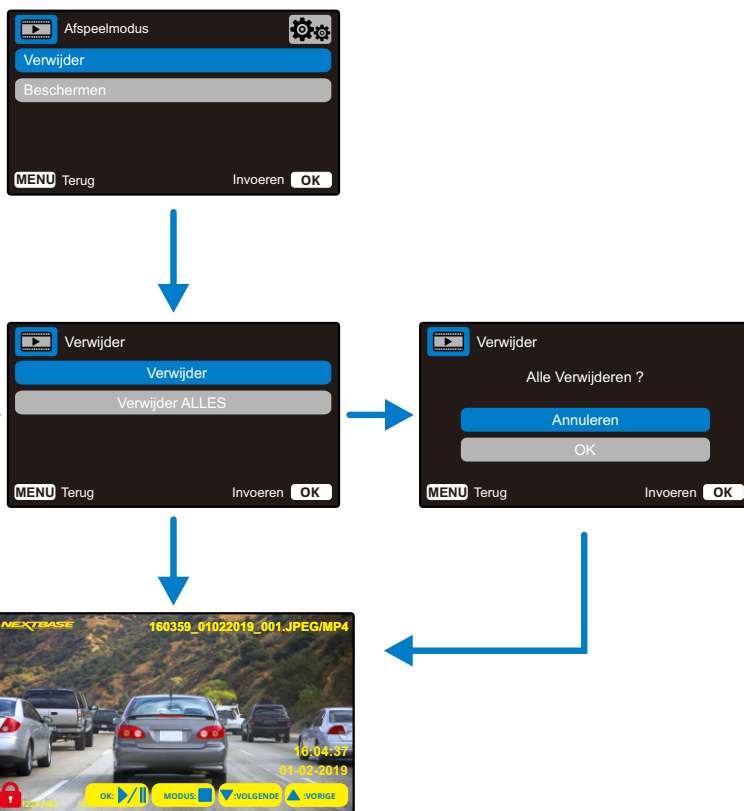 Afspeelmodus
Verwijder
Beschermen
MENU Terug Invoeren OK
Verwijder
Verwijder
Verwijder ALLES
MENU Terug Invoeren OK
Verwijder
Alle Verwijderen ?
Annuleren
OK
MENU Terug Invoeren OK
NEXTBASE 160359_01022019_001.JPEG/MP4
16:04:37
01-02-2019
OK: MODUS: :VOLGENDE :VORIGE